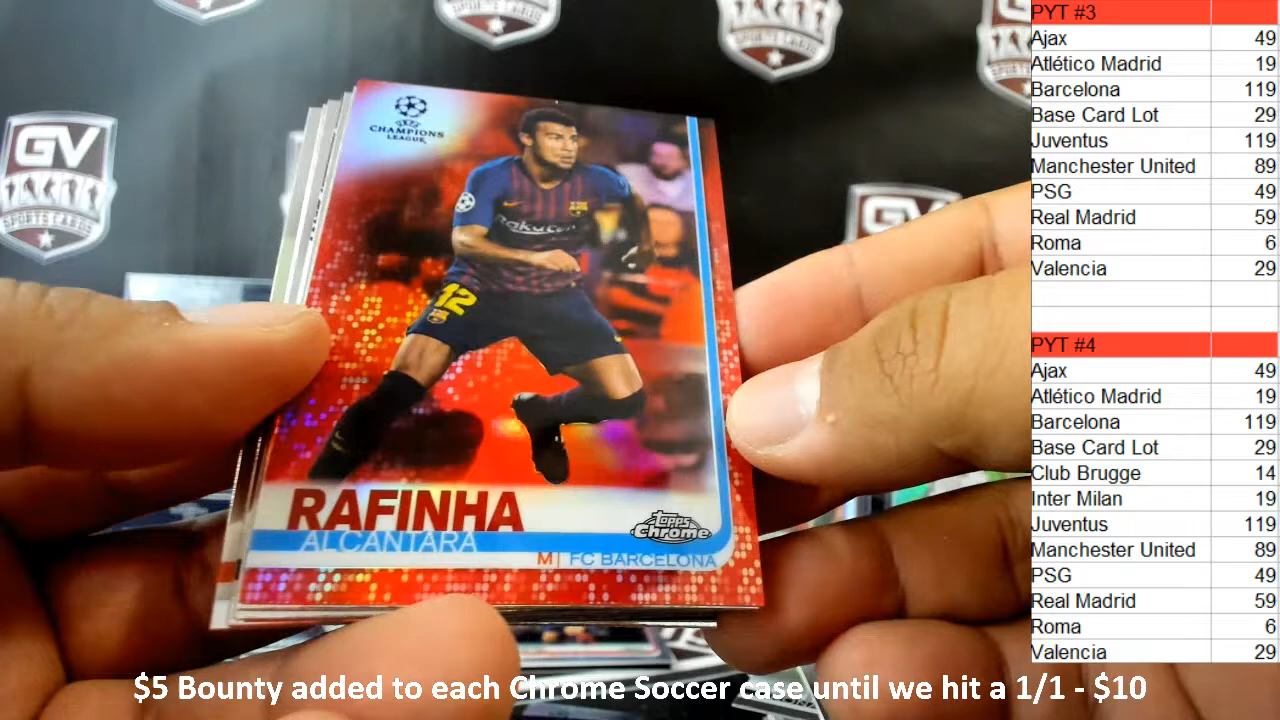 GV
SPORTS CARDS
GV
UEFA
CHAMPIONS
LEAGUE
Rakuten
12
RAFINHA
ALCANTARA
topps
Chrome
M | FC BARCELONA
PYT #3
Ajax 49
Atlético Madrid 19
Barcelona 119
Base Card Lot 29
Juventus 119
Manchester United 89
PSG 49
Real Madrid 59
Roma 6
Valencia 29
PYT #4
Ajax 49
Atlético Madrid 19
Barcelona 119
Base Card Lot 29
Club Brugge 14
Inter Milan 19
Juventus 119
Manchester United 89
PSG 49
Real Madrid 59
Roma 6
Valencia 29
$5 Bounty added to each Chrome Soccer case until we hit a 1/1 - $10